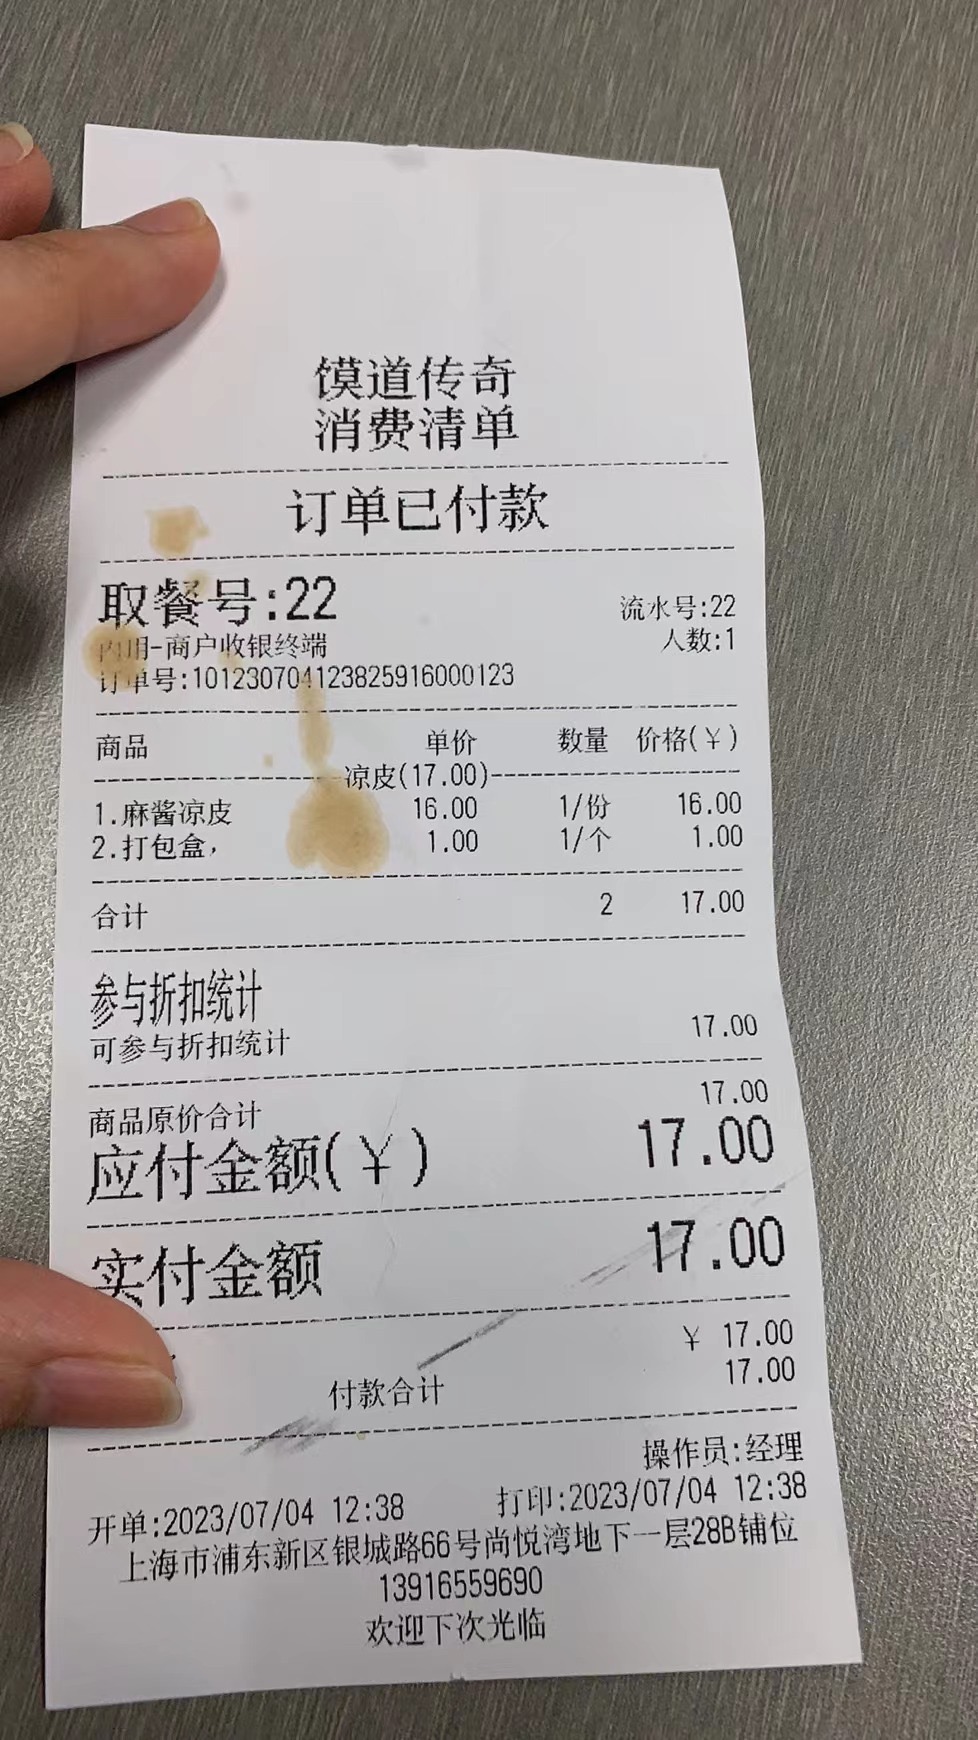 馍道传奇
消费清单
订单已付款
取餐号:22
流水号:22
-商户收银终端
人数:1
订单号:101230704123825916000123
商品 单价 数量 价格(¥)
凉皮(17.00)
1.麻酱凉皮 16.00 1/份 16.00
2.打包盒, 1.00 1/个 1.00
合计 2 17.00
参与折扣统计
可参与折扣统计 17.00
商品原价合计 17.00
应付金额(¥) 17.00
实付金额 17.00
¥ 17.00
付款合计 17.00
操作员:经理
开单:2023/07/04 12:38 打印:2023/07/04 12:38
上海市浦东新区银城路66号尚悦湾地下一层28B铺位
13916559690
欢迎下次光临